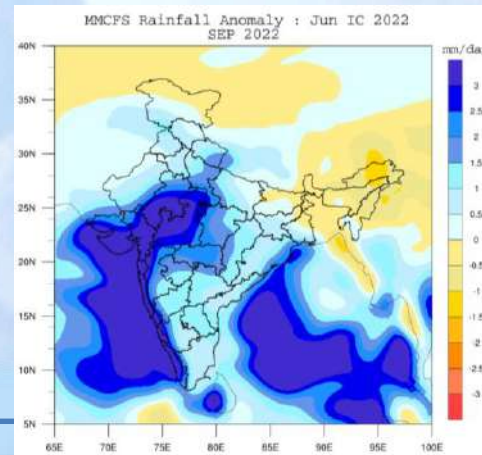 MMCFS Rainfall Anomaly : Jun IC 2022
SEP 2022
mm/da
40N
35N
30N
25N
20N
15N
10N
5N
65E 70E 75E 80E 85E 90E 95E 100E
3
2.5
2
1.5
1
0.5
0
-0.5
-1
-1.5
-2
-2.5
-3